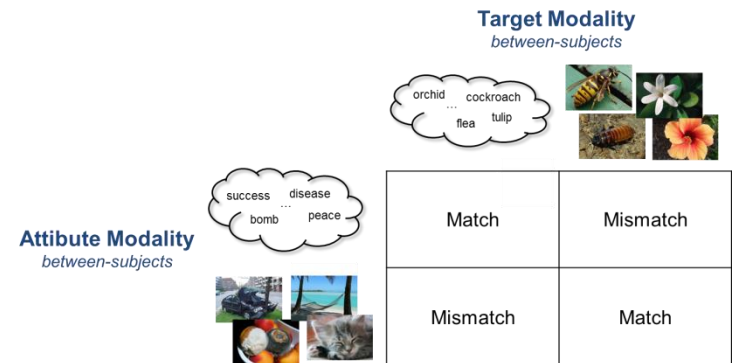 Target Modality
between-subjects
orchid cockroach
...
flea tulip
success disease
...
bomb peace
Match Mismatch
Attibute Modality
between-subjects
Mismatch Match